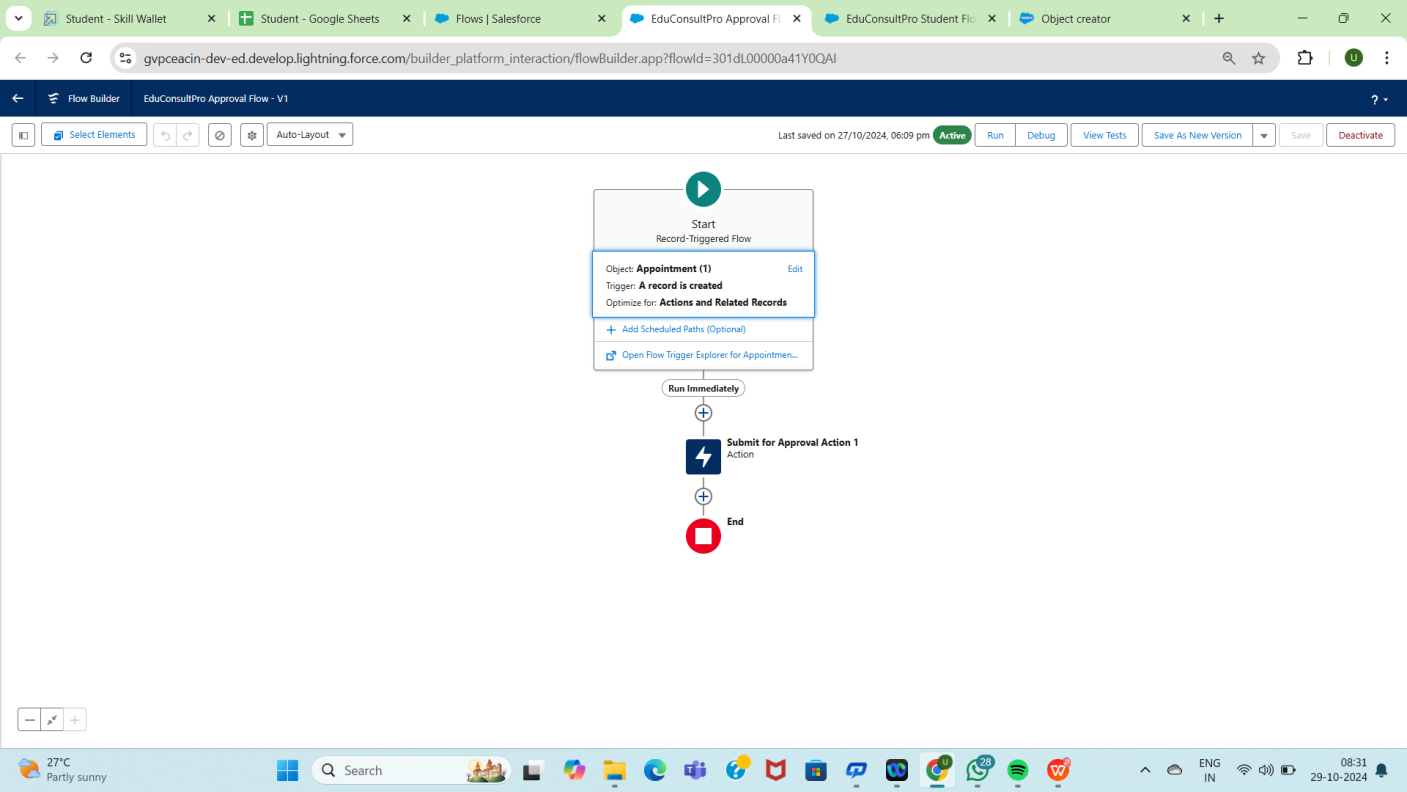 Student - Skill Wallet
Student - Google Sheets
Flows | Salesforce
EduConsultPro Approval Fl
EduConsultPro Student Flo
Object creator
gvpceacin-dev-ed.develop.lightning.force.com/builder_platform_interaction/flowBuilder.app?flowId=301dL00000a41Y0QAI
U
Flow Builder
EduConsultPro Approval Flow - V1
?
Select Elements
Auto-Layout
Last saved on 27/10/2024, 06:09 pm
Active
Run
Debug
View Tests
Save As New Version
Save
Deactivate
Start
Record-Triggered Flow
Object: Appointment (1)
Edit
Trigger: A record is created
Optimize for: Actions and Related Records
Add Scheduled Paths (Optional)
Open Flow Trigger Explorer for Appointmen...
Run Immediately
Submit for Approval Action 1
Action
End
27°C
Partly sunny
Search
U
28
ENG
IN
08:31
29-10-2024